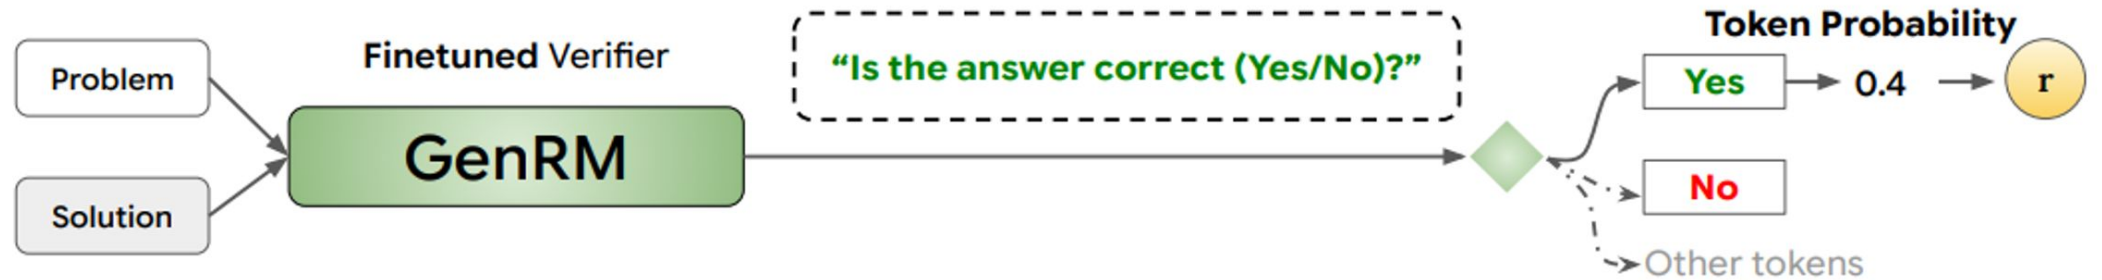 Problem
Solution
Finetuned Verifier
GenRM
“Is the answer correct (Yes/No)?”
Token Probability
Yes
0.4
r
No
Other tokens